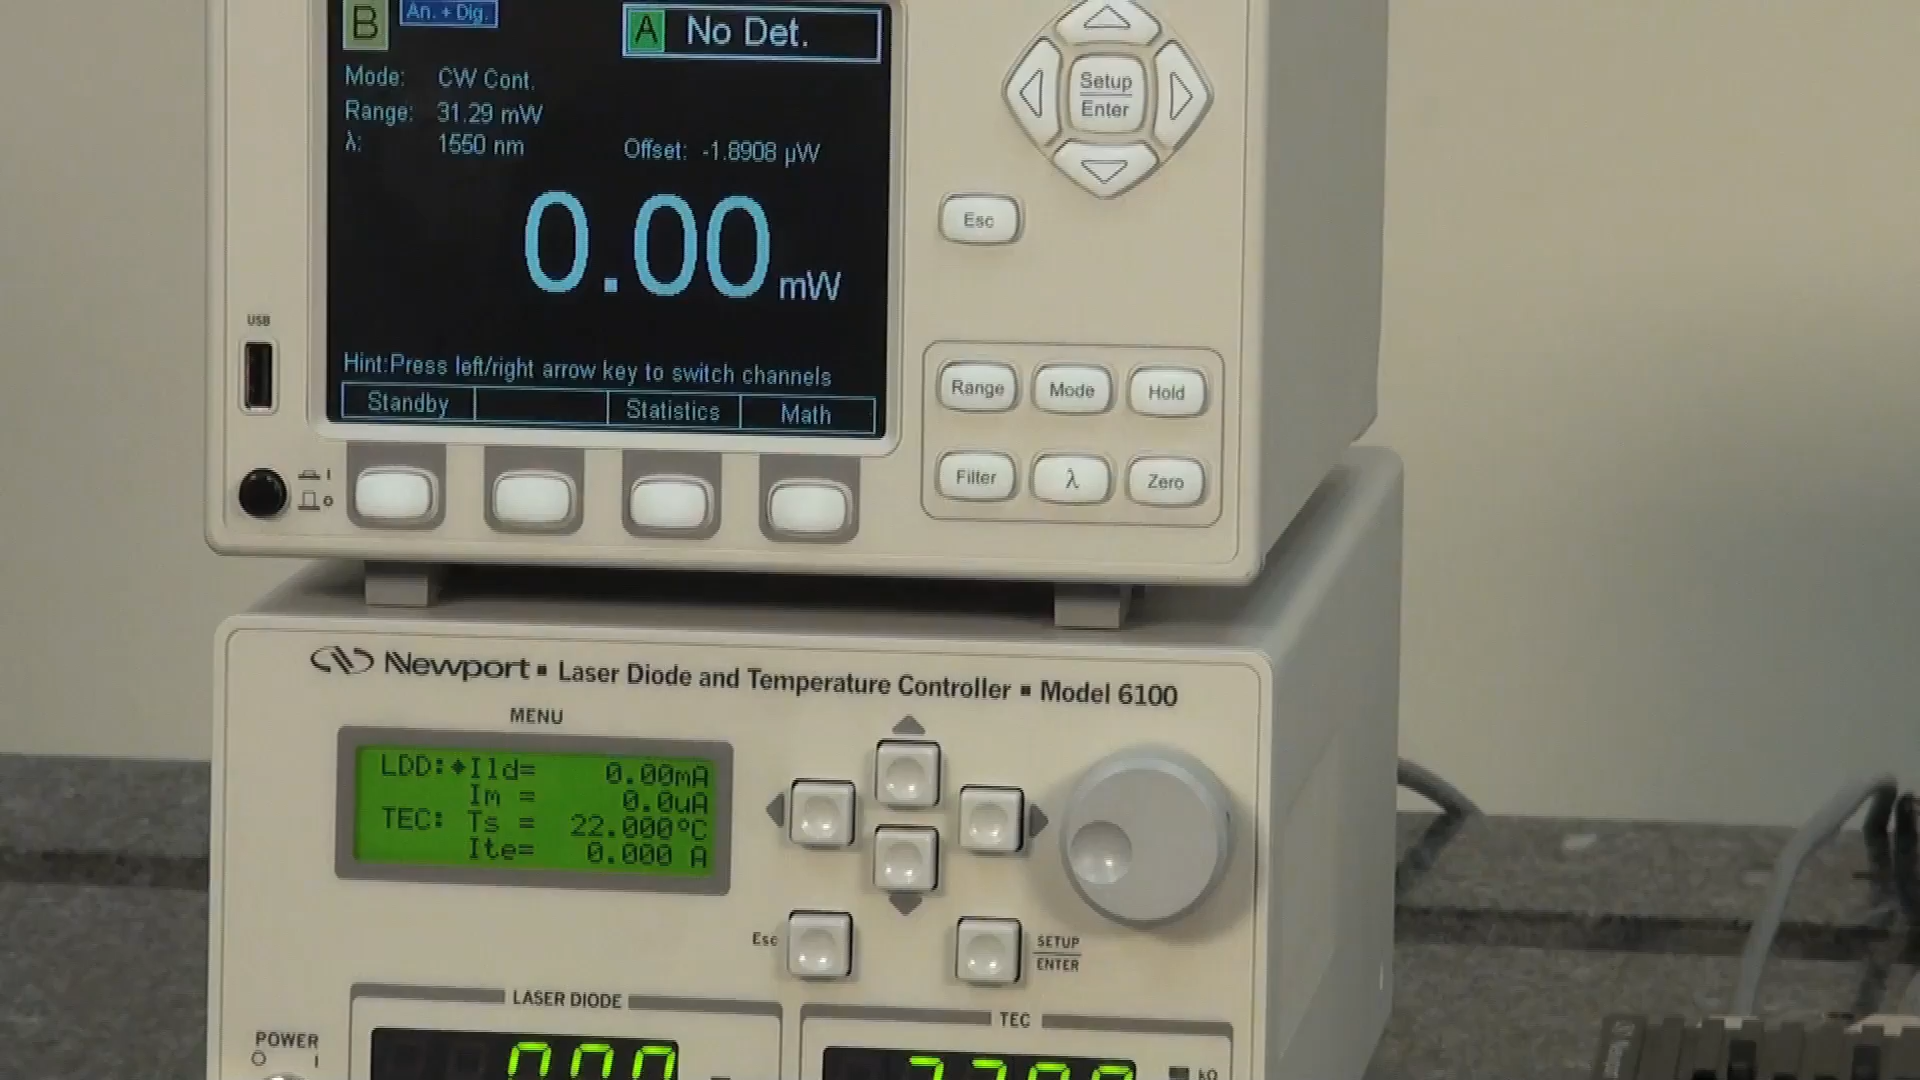 B An. + Dig.
A No Det.
Mode: CW Cont.
Range: 31.29 mW
λ: 1550 nm
Offset: -1.8908 µW
0.00 mW
Hint:Press left/right arrow key to switch channels
Standby Statistics Math
Setup
Enter
Esc
Range Mode Hold
Filter λ Zero
USB
I
O
Newport ▪ Laser Diode and Temperature Controller ▪ Model 6100
MENU
LDD: Ild= 0.00mA
Im = 0.0uA
TEC: Ts = 22.000°C
Ite= 0.000 A
Esc
SETUP
ENTER
LASER DIODE
TEC
POWER
O I
0.00
kΩ